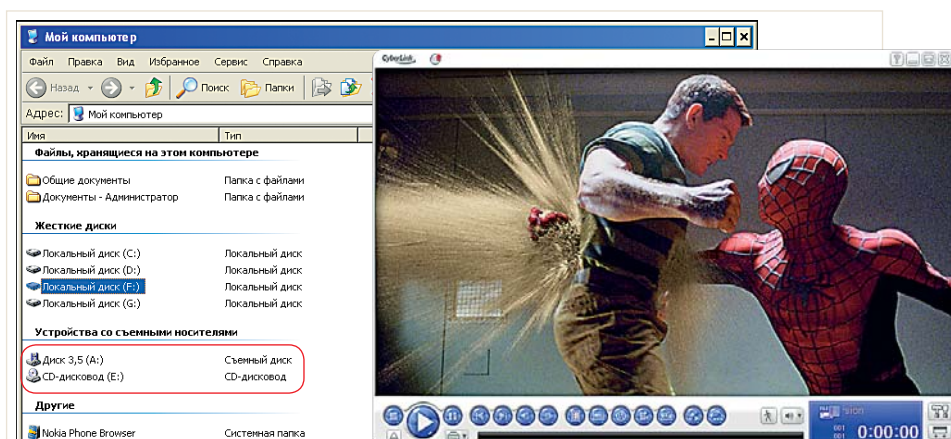 Мой компьютер
Файл Правка Вид Избранное Сервис Справка
Назад Поиск Папки
Адрес: Мой компьютер
Имя Тип
Файлы, хранящиеся на этом компьютере
Общие документы Папка с файлами
Документы - Администратор Папка с файлами
Жесткие диски
Локальный диск (C:) Локальный диск
Локальный диск (D:) Локальный диск
Локальный диск (F:) Локальный диск
Локальный диск (G:) Локальный диск
Устройства со съемными носителями
Диск 3,5 (A:) Съемный диск
CD-дисковод (E:) CD-дисковод
Другие
Nokia Phone Browser Системная папка
CyberLink
001
001 0:00:00